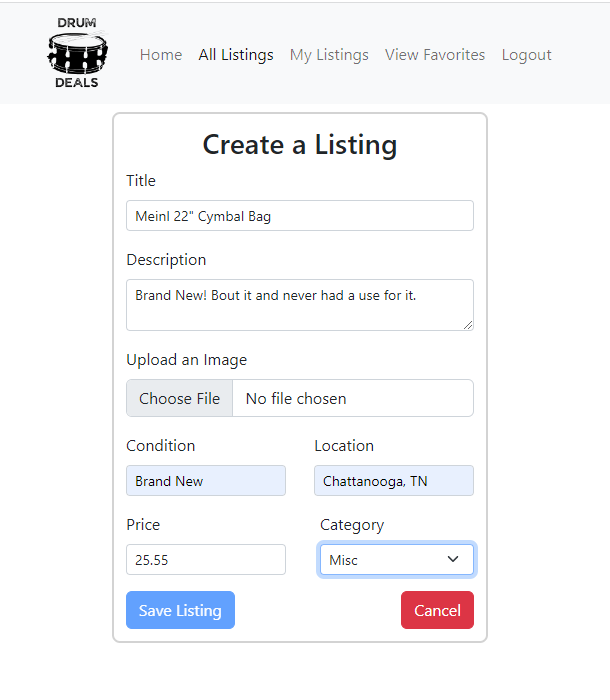 DRUM
DEALS
Home All Listings My Listings View Favorites Logout
Create a Listing
Title
Meinl 22" Cymbal Bag
Description
Brand New! Bout it and never had a use for it.
Upload an Image
Choose File No file chosen
Condition Location
Brand New Chattanooga, TN
Price Category
25.55 Misc
Save Listing Cancel